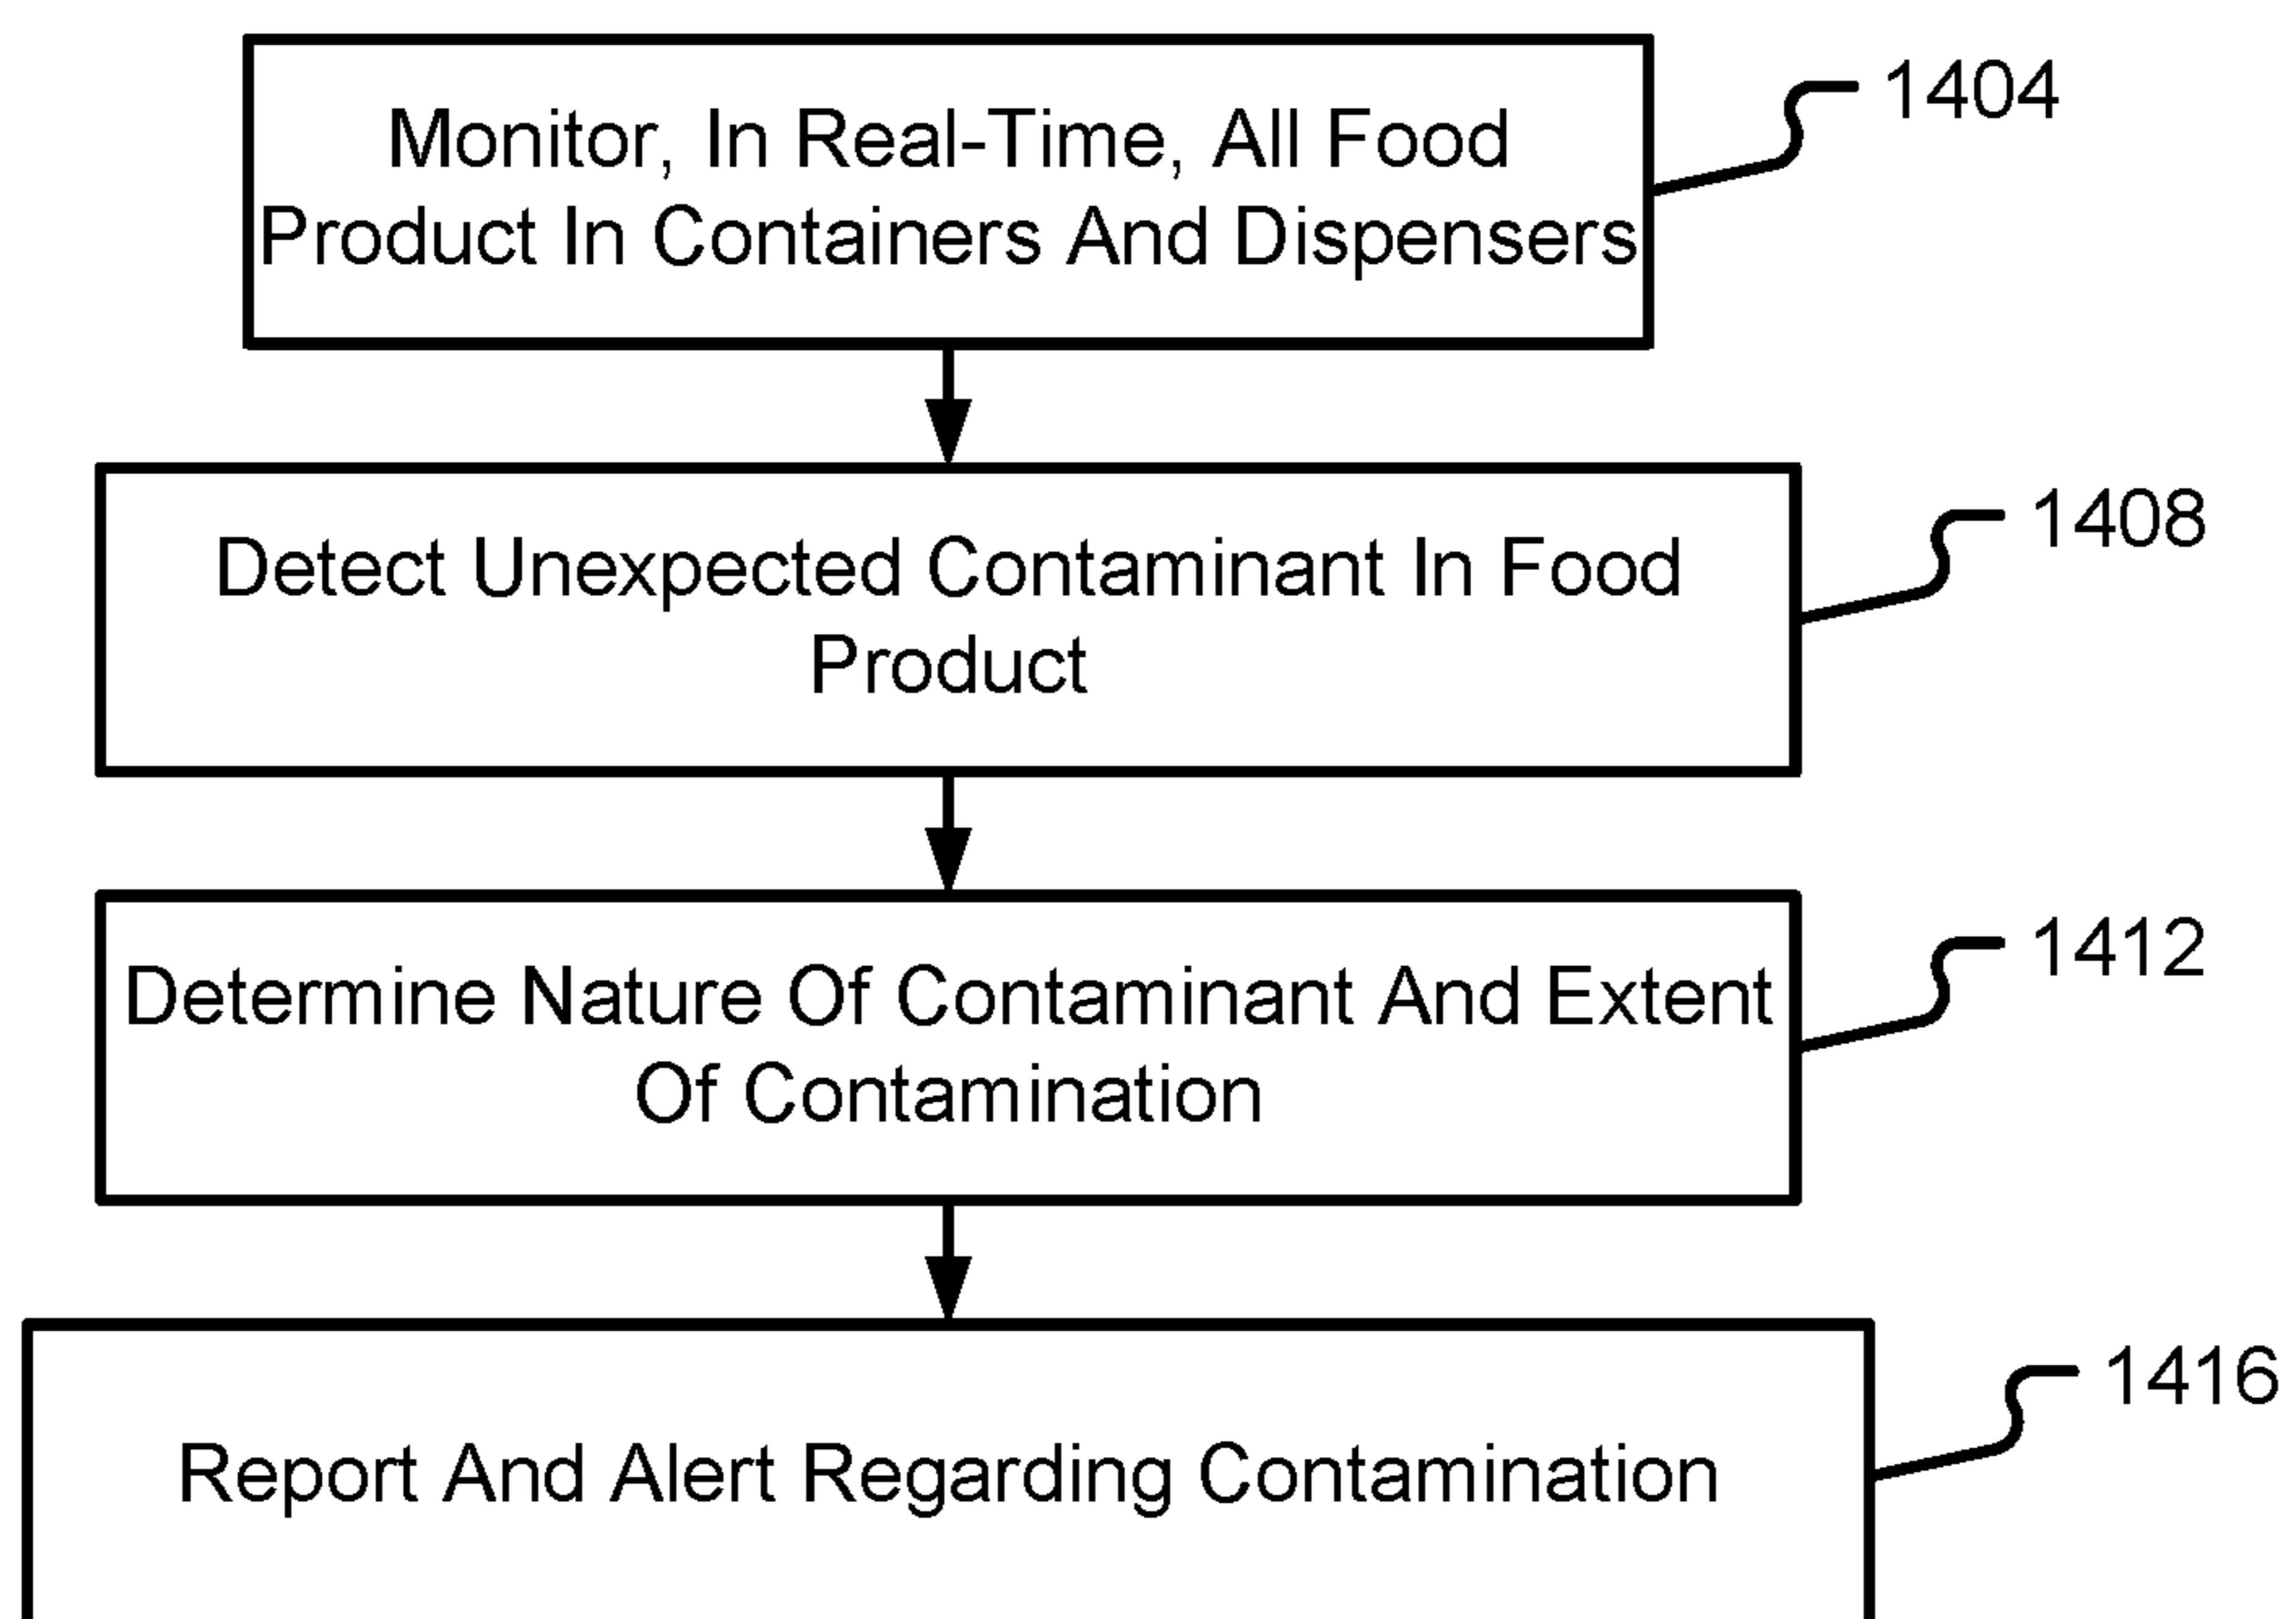 Monitor, In Real-Time, All Food
Product In Containers And Dispensers
1404
Detect Unexpected Contaminant In Food
Product
1408
Determine Nature Of Contaminant And Extent
Of Contamination
1412
Report And Alert Regarding Contamination
1416